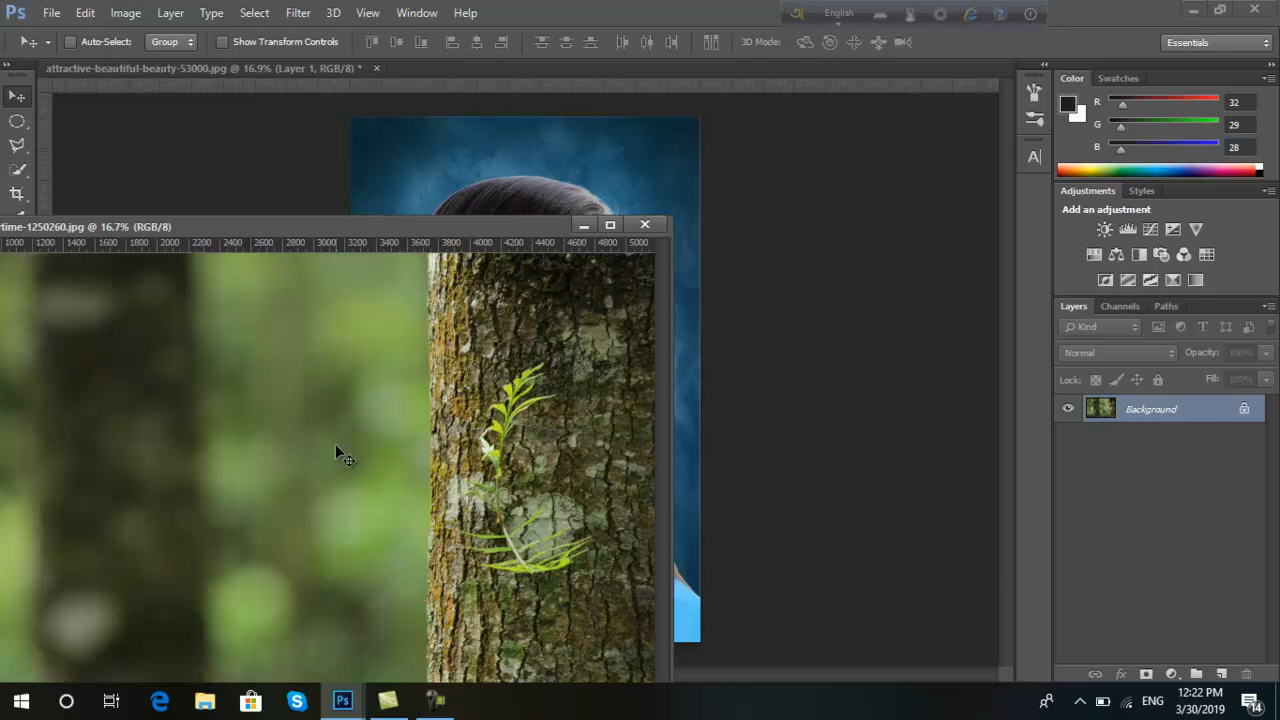 Ps File Edit Image Layer Type Select Filter 3D View Window Help English
Auto-Select: Group Show Transform Controls 3D Mode: Essentials
attractive-beautiful-beauty-53000.jpg @ 16.9% (Layer 1, RGB/8) *
Color Swatches
R 32
G 29
B 28
Adjustments Styles
Add an adjustment
rtime-1250260.jpg @ 16.7% (RGB/8)
1000 1200 1400 1600 1800 2000 2200 2400 2600 2800 3000 3200 3400 3600 3800 4000 4200 4400 4600 4800 5000
Layers Channels Paths
Kind
Normal Opacity: 100%
Lock: Fill: 100%
Background
Ps ENG 12:22 PM
3/30/2019 14